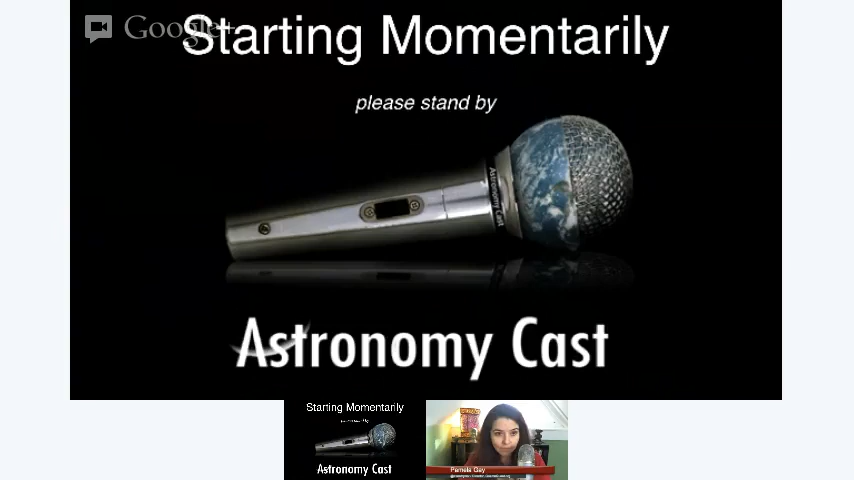 Google+
Starting Momentarily
please stand by
Astronomy Cast
Astronomy Cast
Starting Momentarily
Astronomy Cast
Pamela Gay